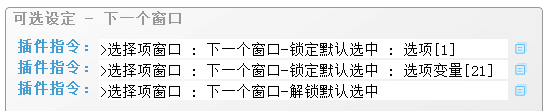 可选设定 - 下一个窗口
插件指令：>选择项窗口 : 下一个窗口-锁定默认选中 : 选项[1]
插件指令：>选择项窗口 : 下一个窗口-锁定默认选中 : 选项变量[21]
插件指令：>选择项窗口 : 下一个窗口-解锁默认选中